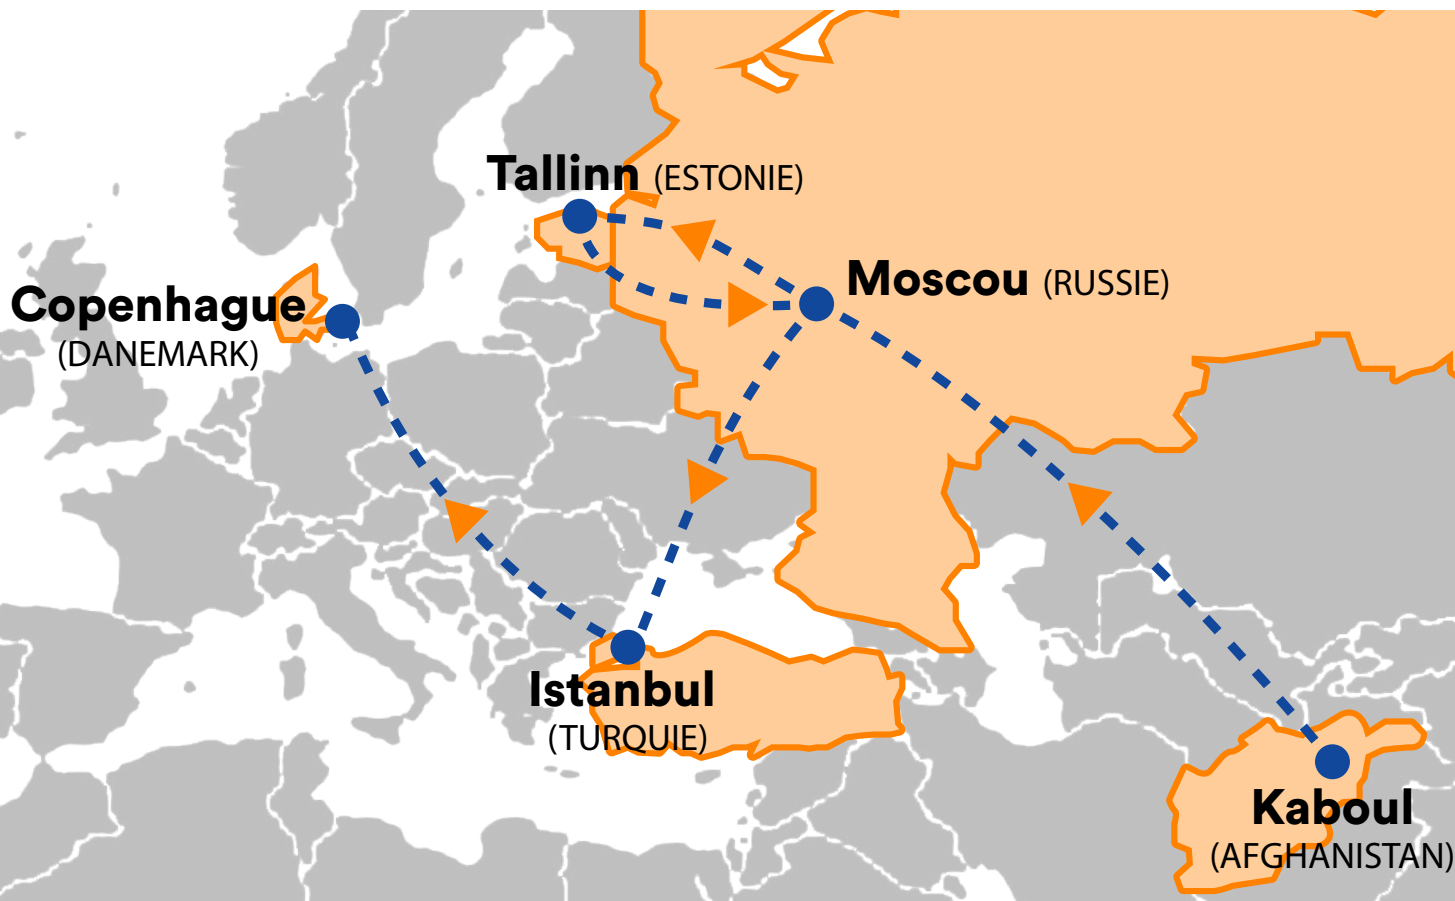 Tallinn (ESTONIE)
Moscou (RUSSIE)
Copenhague
(DANEMARK)
Istanbul
(TURQUIE)
Kaboul
(AFGHANISTAN)